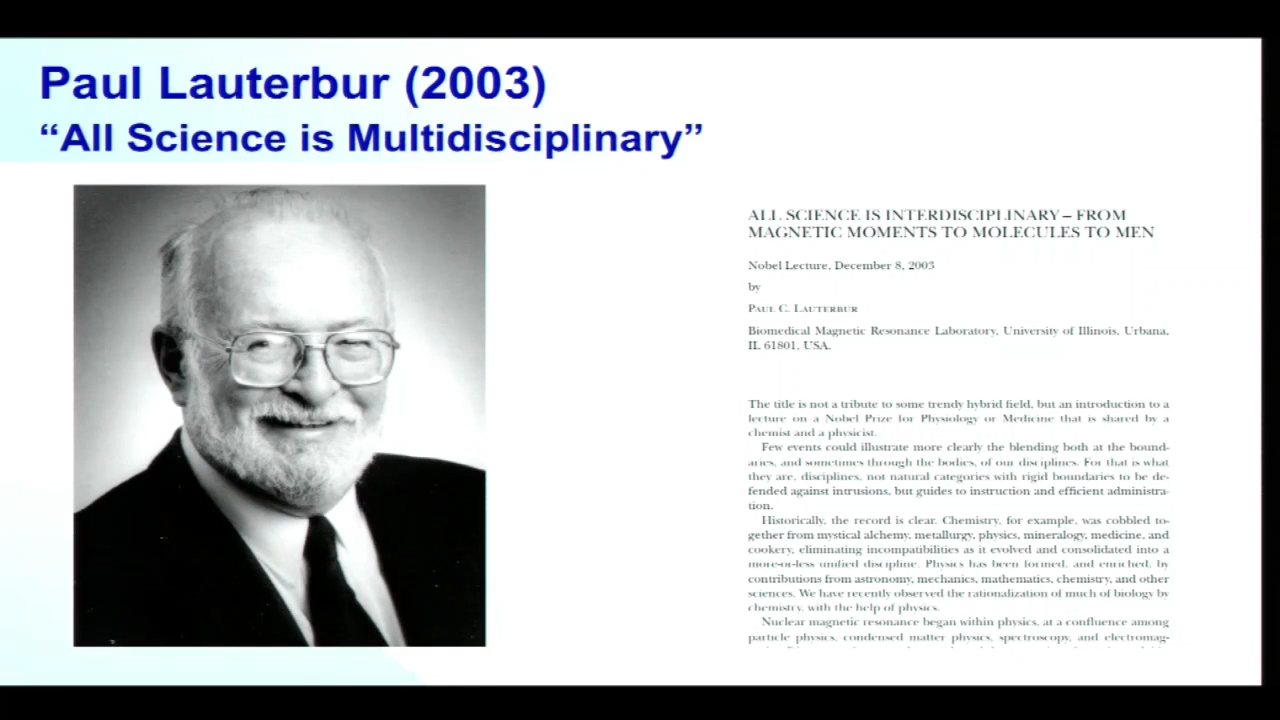 Paul Lauterbur (2003)
“All Science is Multidisciplinary”
ALL SCIENCE IS INTERDISCIPLINARY – FROM
MAGNETIC MOMENTS TO MOLECULES TO MEN
Nobel Lecture, December 8, 2003
by
PAUL C. LAUTERBUR
Biomedical Magnetic Resonance Laboratory, University of Illinois, Urbana,
IL 61801, USA.
The title is not a tribute to some trendy hybrid field, but an introduction to a
lecture on a Nobel Prize for Physiology or Medicine that is shared by a
chemist and a physicist.
Few events could illustrate more clearly the blending both at the bound-
aries, and sometimes through the bodies, of our disciplines. For that is what
they are, disciplines, not natural categories with rigid boundaries to be de-
fended against intrusions, but guides to instruction and efficient administra-
tion.
Historically, the record is clear. Chemistry, for example, was cobbled to-
gether from mystical alchemy, metallurgy, physics, mineralogy, medicine, and
cookery, eliminating incompatibilities as it evolved and consolidated into a
more-or-less unified discipline. Physics has been formed, and enriched, by
contributions from astronomy, mechanics, mathematics, chemistry, and other
sciences. We have recently observed the rationalization of much of biology by
chemistry, with the help of physics.
Nuclear magnetic resonance began within physics, at a confluence among
particle physics, condensed matter physics, spectroscopy, and electromag-